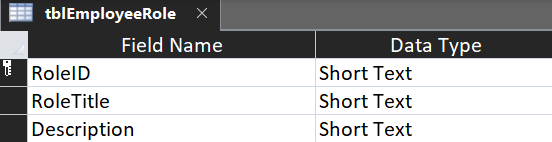 tblEmployeeRole
Field Name Data Type
RoleID Short Text
RoleTitle Short Text
Description Short Text